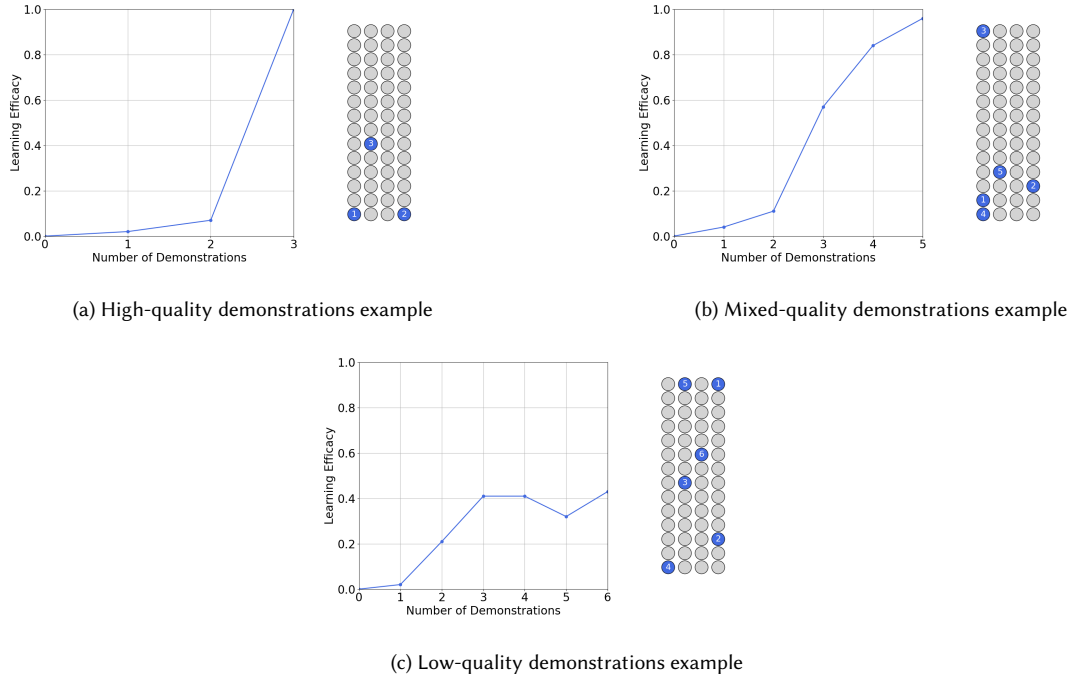 1.0
0.8
0.6
0.4
0.2
0.0
Learning Efficacy
0 1 2 3
Number of Demonstrations
3
1 2
(a) High-quality demonstrations example
1.0
0.8
0.6
0.4
0.2
0.0
Learning Efficacy
0 1 2 3 4 5
Number of Demonstrations
3
5
2
1
4
(b) Mixed-quality demonstrations example
1.0
0.8
0.6
0.4
0.2
0.0
Learning Efficacy
0 1 2 3 4 5 6
Number of Demonstrations
5 1
6
3
2
4
(c) Low-quality demonstrations example